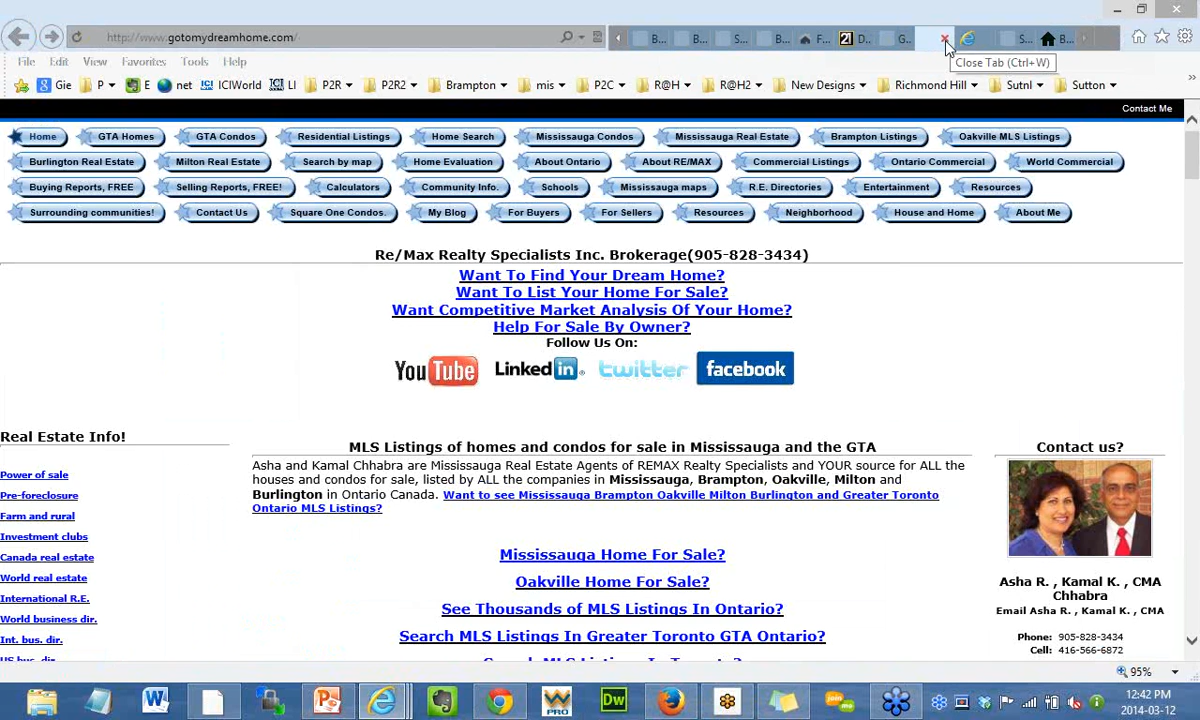 http://www.gotomydreamhome.com/
B...
B...
S...
B...
F...
21 D...
G...
S...
B...
File Edit View Favorites Tools Help
Close Tab (Ctrl+W)
Gie P E net ICIWorld LI P2R P2R2 Brampton mis P2C R@H R@H2 New Designs Richmond Hill Sutnl Sutton
Contact Me
Home GTA Homes GTA Condos Residential Listings Home Search Mississauga Condos Mississauga Real Estate Brampton Listings Oakville MLS Listings
Burlington Real Estate Milton Real Estate Search by map Home Evaluation About Ontario About RE/MAX Commercial Listings Ontario Commercial World Commercial
Buying Reports, FREE Selling Reports, FREE! Calculators Community Info. Schools Mississauga maps R.E. Directories Entertainment Resources
Surrounding communities! Contact Us Square One Condos. My Blog For Buyers For Sellers Resources Neighborhood House and Home About Me
Re/Max Realty Specialists Inc. Brokerage(905-828-3434)
Want To Find Your Dream Home?
Want To List Your Home For Sale?
Want Competitive Market Analysis Of Your Home?
Help For Sale By Owner?
Follow Us On:
YouTube LinkedIn twitter facebook
Real Estate Info!
Power of sale
Pre-foreclosure
Farm and rural
Investment clubs
Canada real estate
World real estate
International R.E.
World business dir.
Int. bus. dir.
US bus. dir.
MLS Listings of homes and condos for sale in Mississauga and the GTA
Asha and Kamal Chhabra are Mississauga Real Estate Agents of REMAX Realty Specialists and YOUR source for ALL the
houses and condos for sale, listed by ALL the companies in Mississauga, Brampton, Oakville, Milton and
Burlington in Ontario Canada. Want to see Mississauga Brampton Oakville Milton Burlington and Greater Toronto
Ontario MLS Listings?
Mississauga Home For Sale?
Oakville Home For Sale?
See Thousands of MLS Listings In Ontario?
Search MLS Listings In Greater Toronto GTA Ontario?
Contact us?
Asha R. , Kamal K. , CMA
Chhabra
Email Asha R. , Kamal K. , CMA
Phone: 905-828-3434
Cell: 416-566-6872
95%
W P PRO Dw join me
12:42 PM
2014-03-12